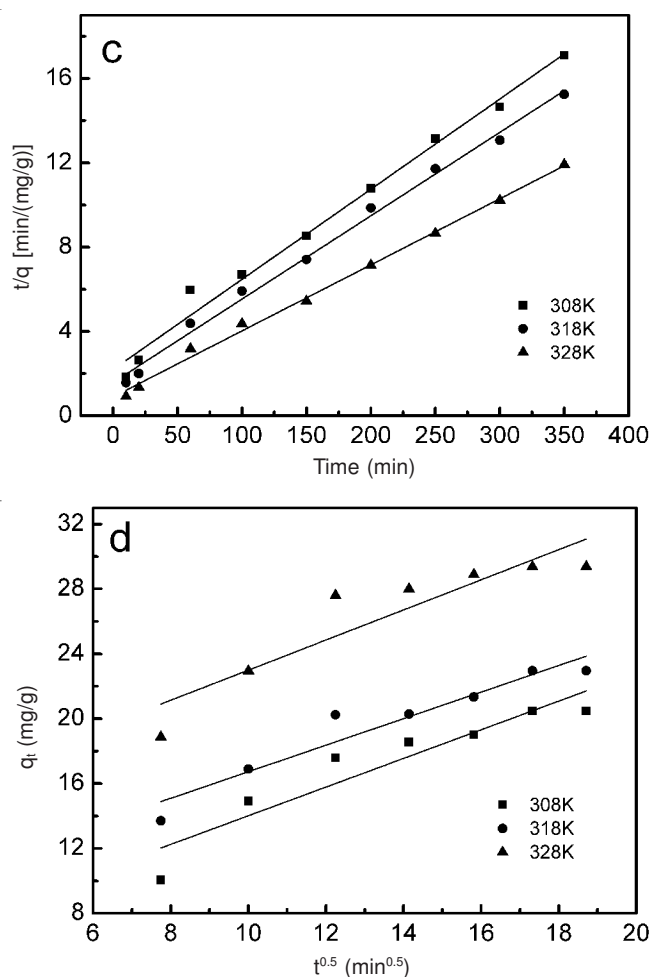 c
16
12
8
4
0
t/q [min/(mg/g)]
308K
318K
328K
0 50 100 150 200 250 300 350 400
Time (min)
d
32
28
24
20
16
12
8
qt (mg/g)
308K
318K
328K
6 8 10 12 14 16 18 20
t^0.5 (min^0.5)